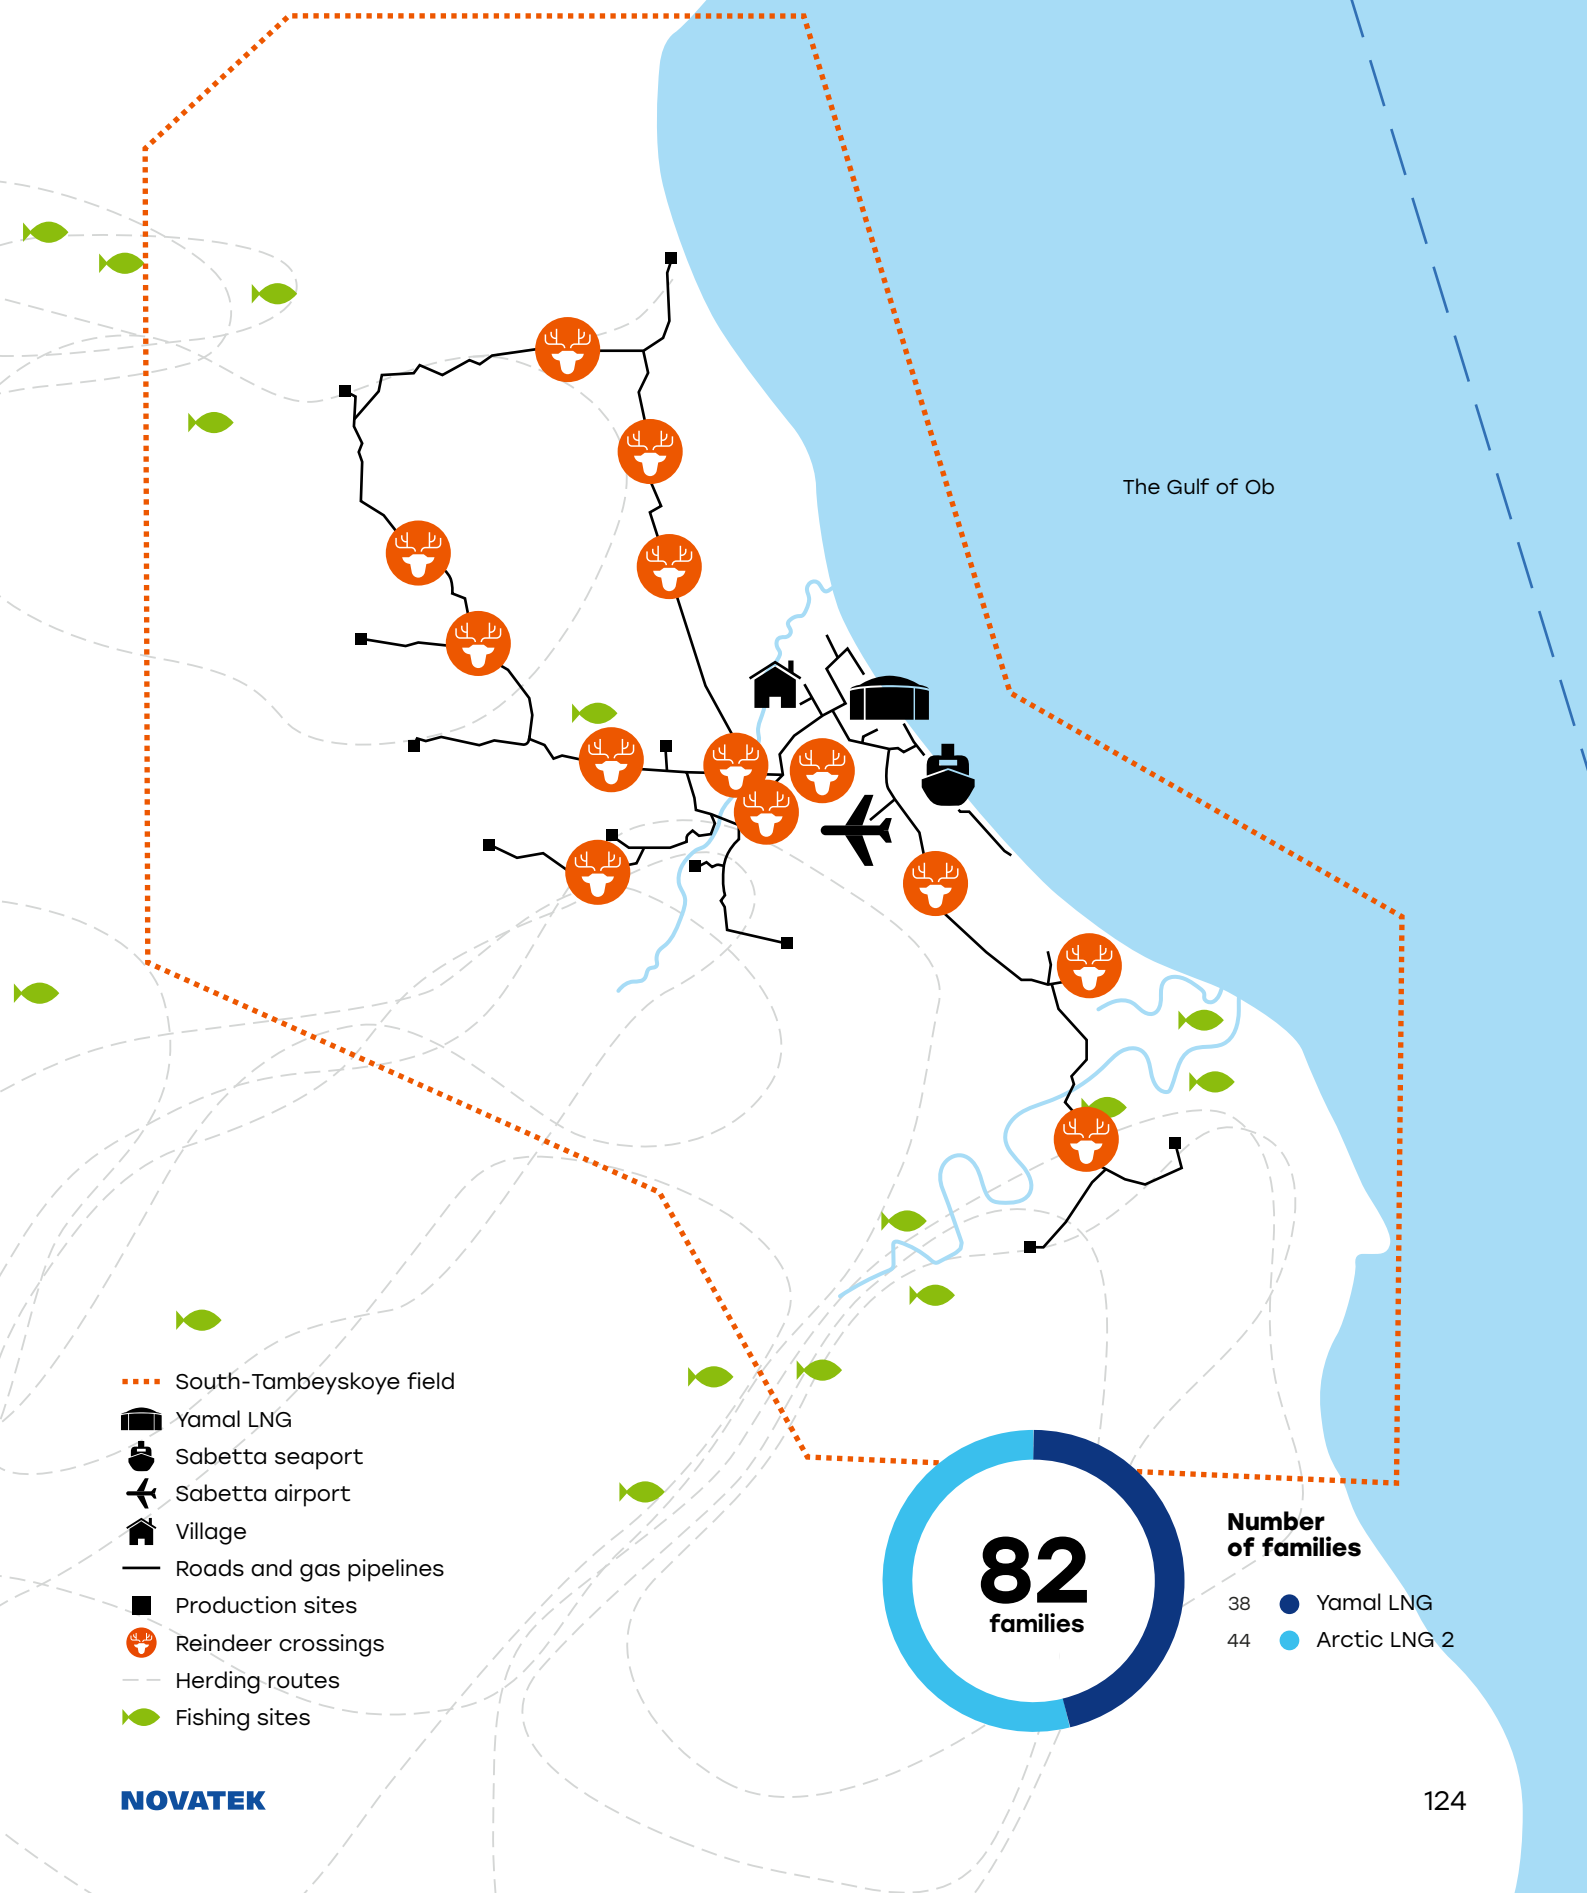 The Gulf of Ob
South-Tambeyskoye field
Yamal LNG
Sabetta seaport
Sabetta airport
Village
Roads and gas pipelines
Production sites
Reindeer crossings
Herding routes
Fishing sites
82
families
Number
of families
38 Yamal LNG
44 Arctic LNG 2
NOVATEK
124